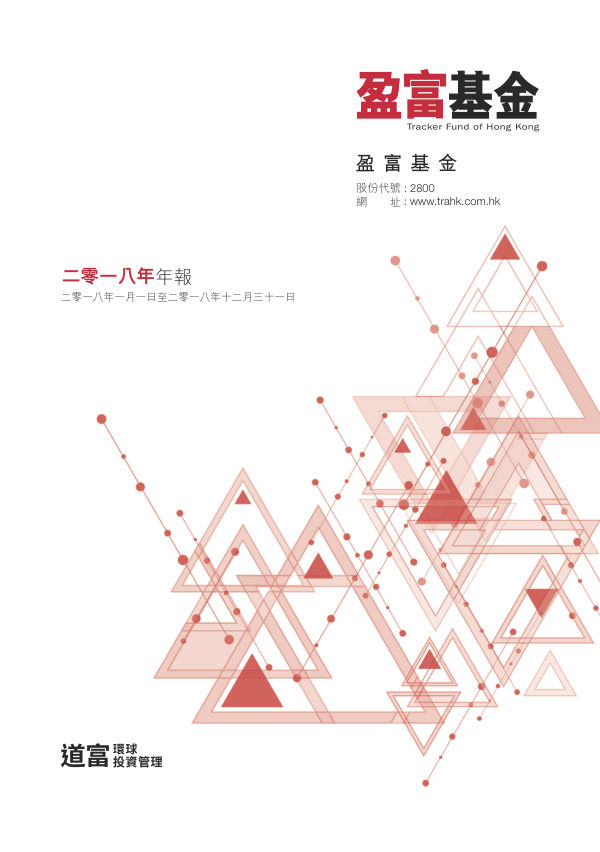 盈富基金
Tracker Fund of Hong Kong
盈富基金
股份代號 : 2800
網 址 : www.trahk.com.hk
二零一八年年報
二零一八年一月一日至二零一八年十二月三十一日
道富環球
投資管理